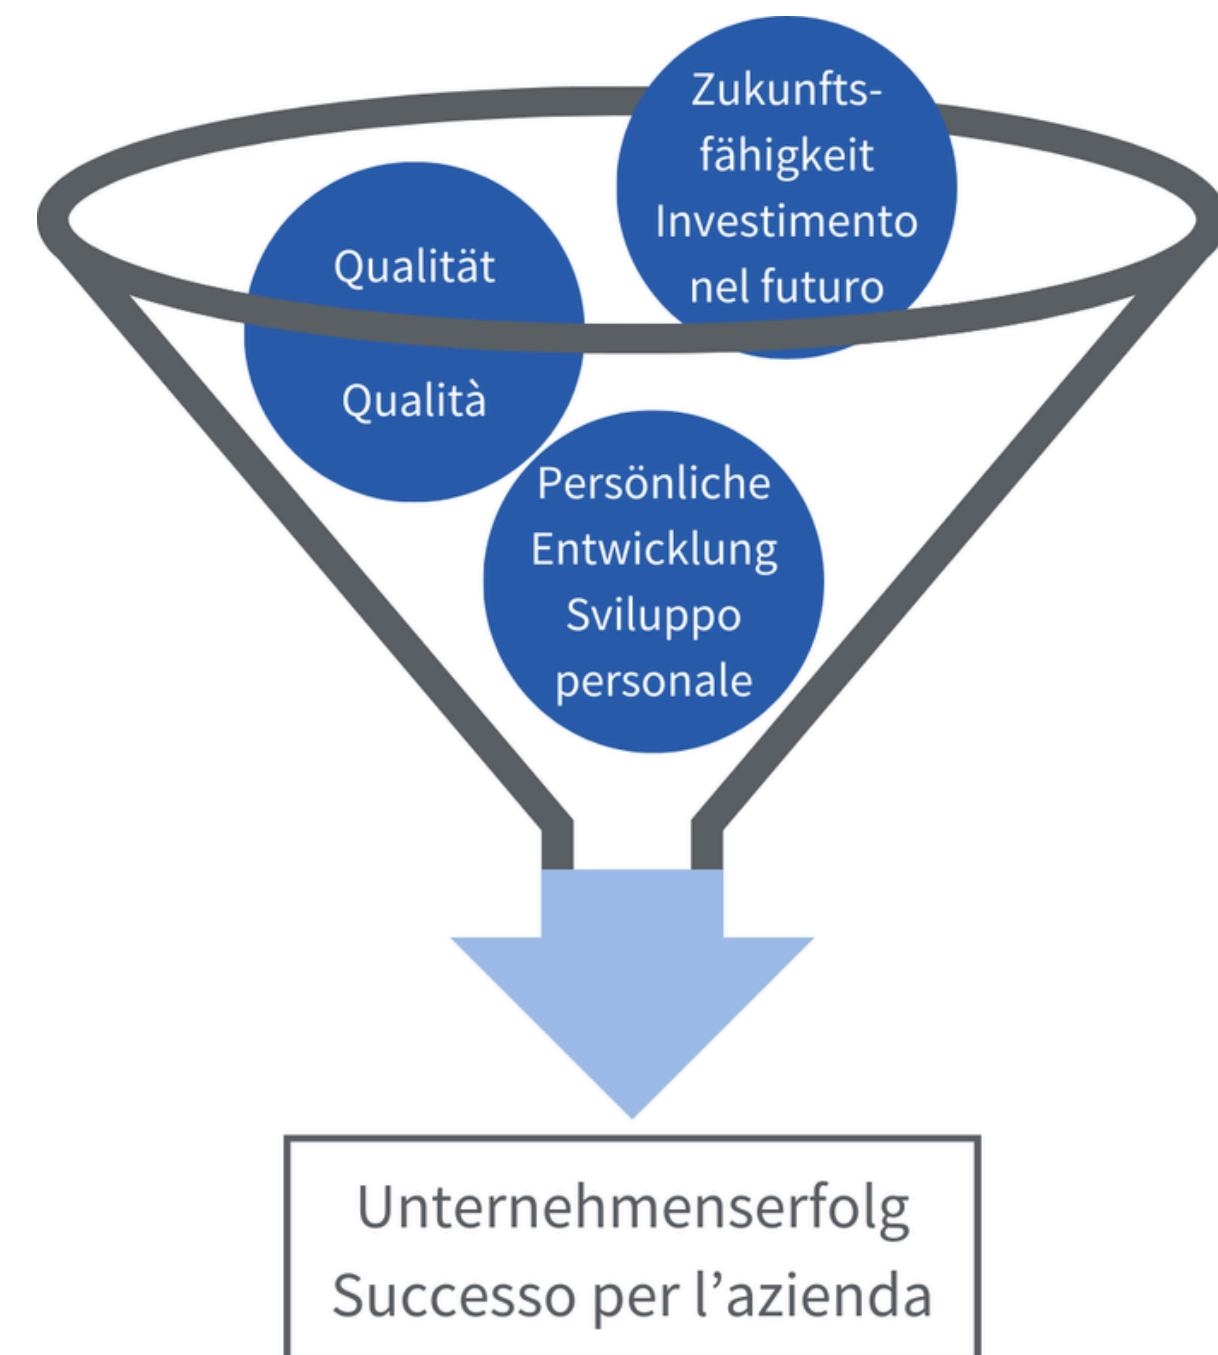 Zukunfts-
fähigkeit
Investimento
nel futuro
Qualität
Qualità
Persönliche
Entwicklung
Sviluppo
personale
Unternehmenserfolg
Successo per l’azienda